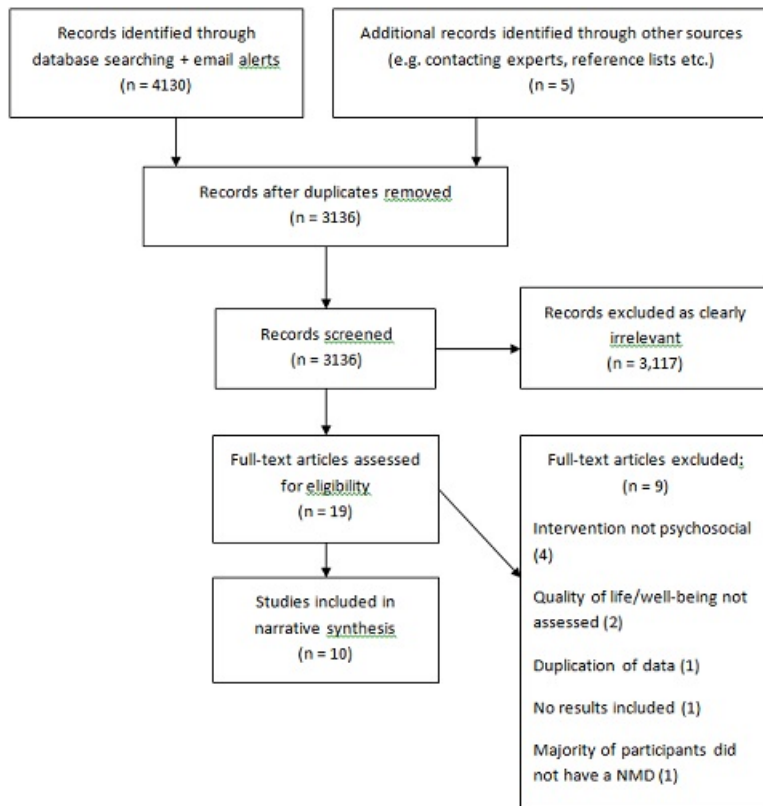 Records identified through
database searching + email alerts
(n = 4130)
Additional records identified through other sources
(e.g. contacting experts, reference lists etc.)
(n = 5)
Records after duplicates removed
(n = 3136)
Records screened
(n = 3136)
Records excluded as clearly
irrelevant
(n = 3,117)
Full-text articles assessed
for eligibility
(n = 19)
Full-text articles excluded:
(n = 9)
Intervention not psychosocial
(4)
Quality of life/well-being not
assessed (2)
Duplication of data (1)
No results included (1)
Majority of participants did
not have a NMD (1)
Studies included in
narrative synthesis
(n = 10)